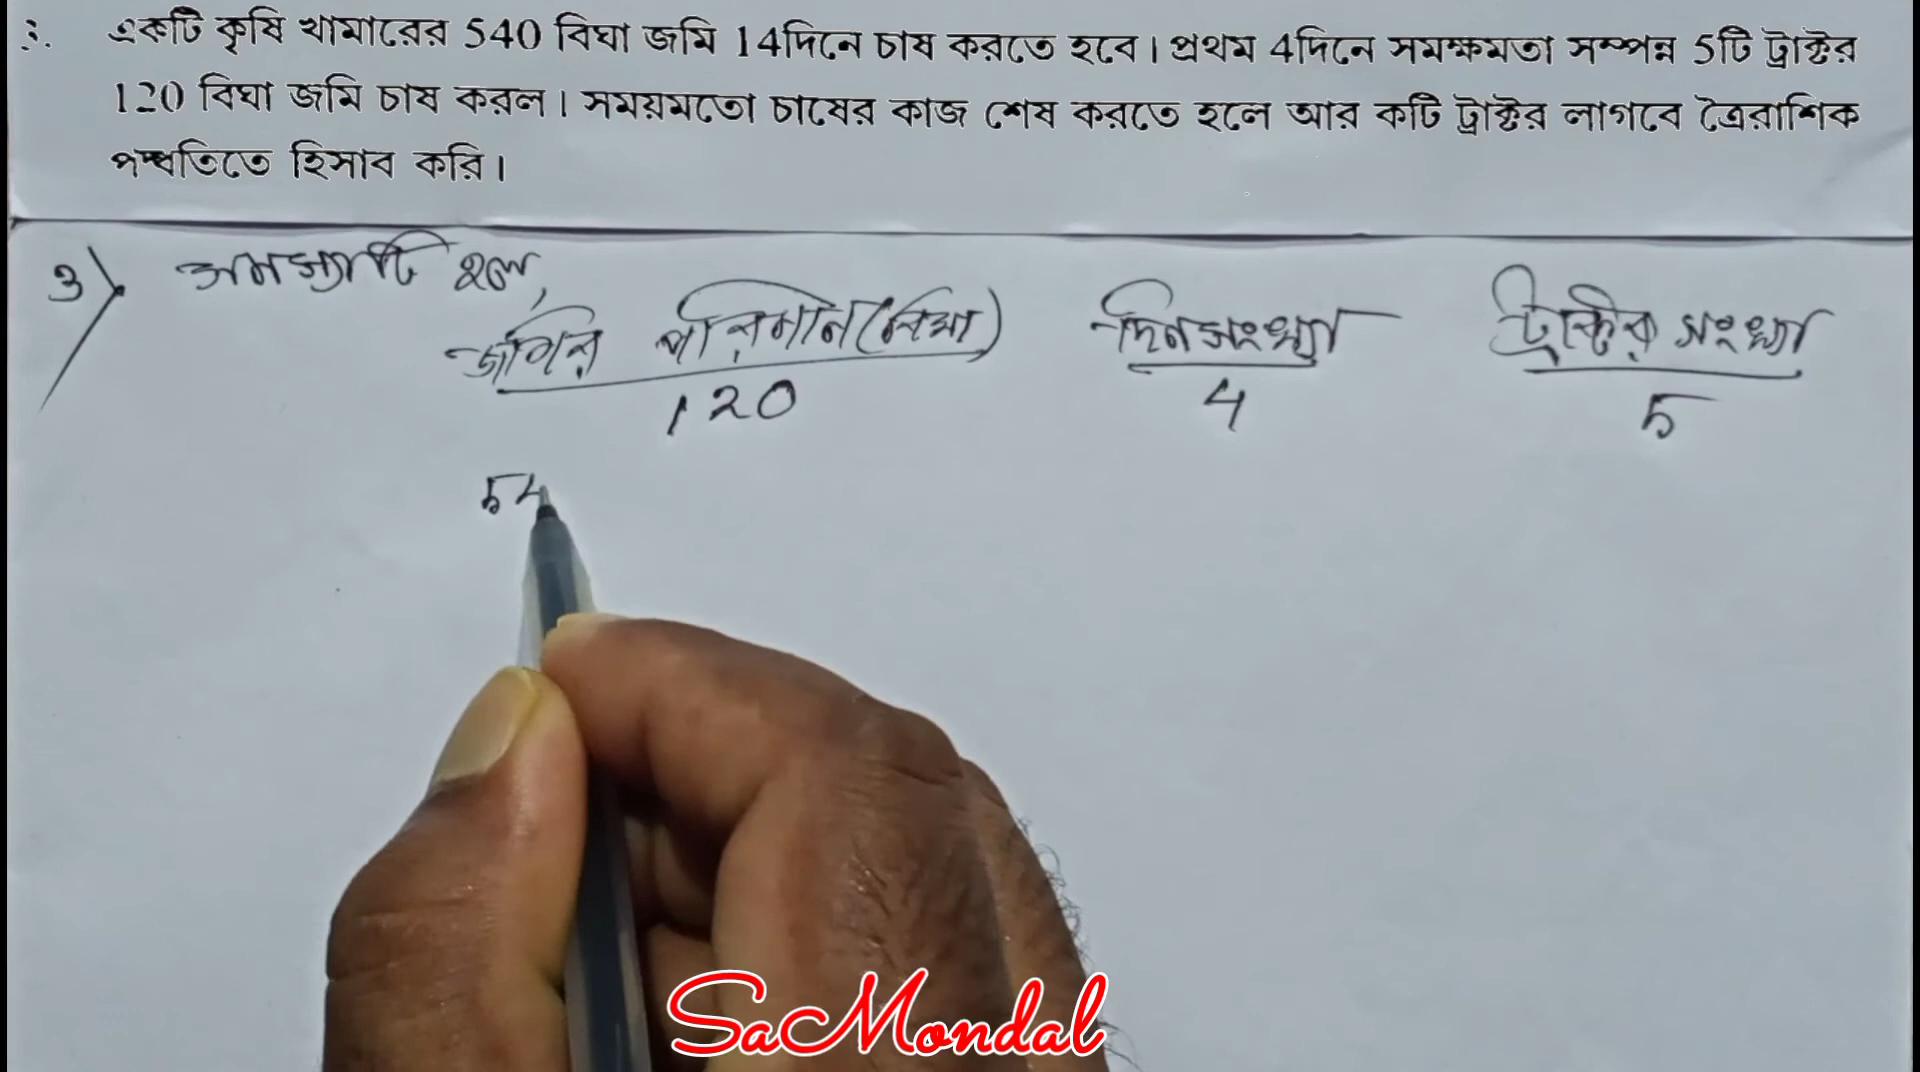 ৩. একটি কৃষি খামারের 540 বিঘা জমি 14দিনে চাষ করতে হবে। প্রথম 4দিনে সমক্ষমতা সম্পন্ন 5টি ট্রাক্টর
120 বিঘা জমি চাষ করল। সময়মতো চাষের কাজ শেষ করতে হলে আর কটি ট্রাক্টর লাগবে ত্রৈরাশিক
পদ্ধতিতে হিসাব করি।
3) সমস্যাটি হল,
জমির পরিমান(বিঘা) দিনসংখ্যা ট্রাক্টর সংখ্যা
120 4 5
54
SaMondal